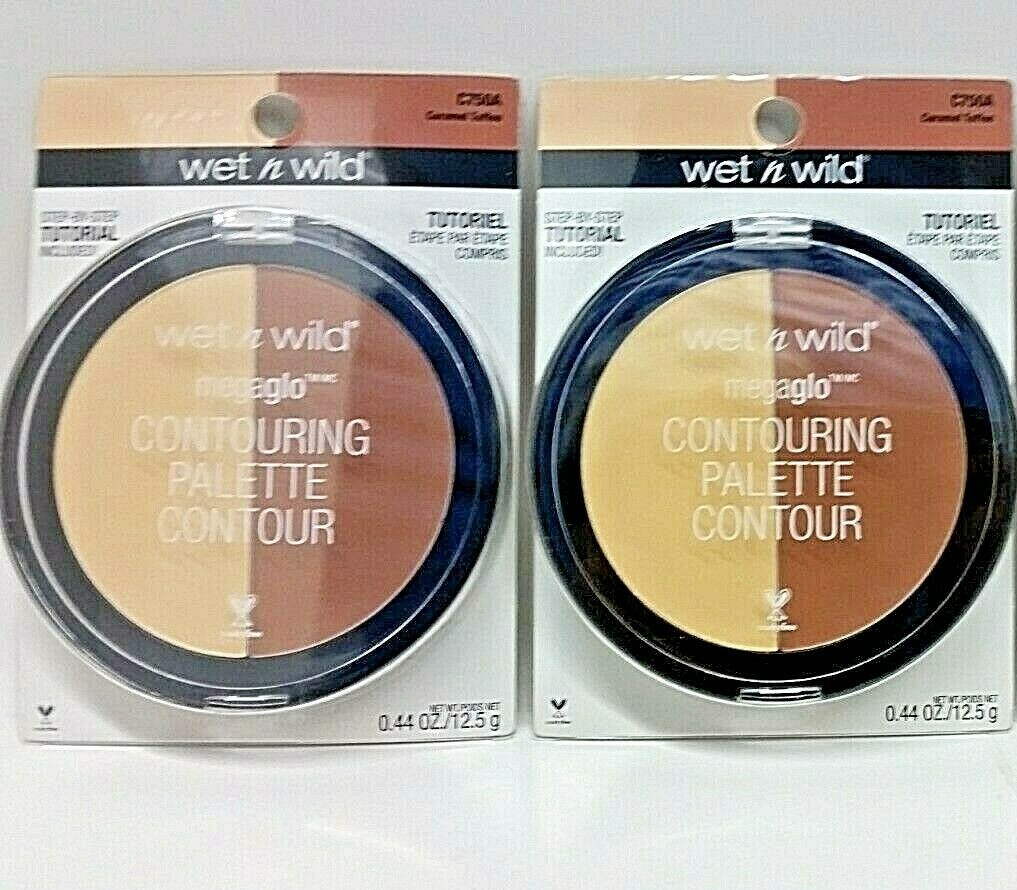 C750A
Caramel Toffee
wet n wild®
STEP-BY-STEP
TUTORIAL
INCLUDED!
TUTORIEL
ÉTAPE PAR ÉTAPE
COMPRIS
wet n wild®
megaglo™MC
CONTOURING
PALETTE
CONTOUR
NET WT./POIDS NET
0.44 OZ./12.5 g
C750A
Caramel Toffee
wet n wild®
STEP-BY-STEP
TUTORIAL
INCLUDED!
TUTORIEL
ÉTAPE PAR ÉTAPE
COMPRIS
wet n wild®
megaglo™MC
CONTOURING
PALETTE
CONTOUR
NET WT./POIDS NET
0.44 OZ./12.5 g